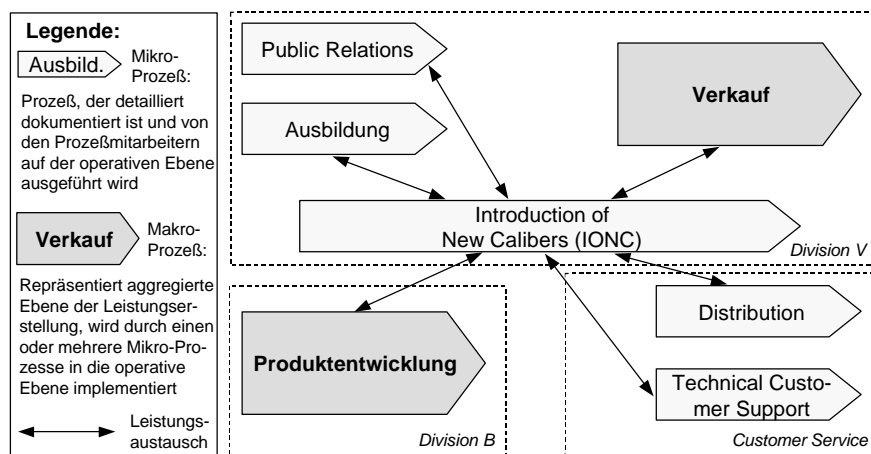 Legende:
Ausbild.
Mikro-
Prozeß:
Prozeß, der detailliert
dokumentiert ist und von
den Prozeßmitarbeitern
auf der operativen Ebene
ausgeführt wird
Verkauf
Makro-
Prozeß:
Repräsentiert aggregierte
Ebene der Leistungser-
stellung, wird durch einen
oder mehrere Mikro-Pro-
zesse in die operative
Ebene implementiert
Leistungs-
austausch
Public Relations
Ausbildung
Verkauf
Introduction of
New Calibers (IONC)
Division V
Produktentwicklung
Division B
Distribution
Technical Custo-
mer Support
Customer Service